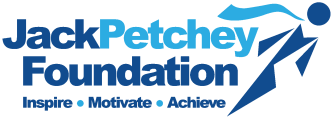 JackPetchey
Foundation
Inspire • Motivate • Achieve